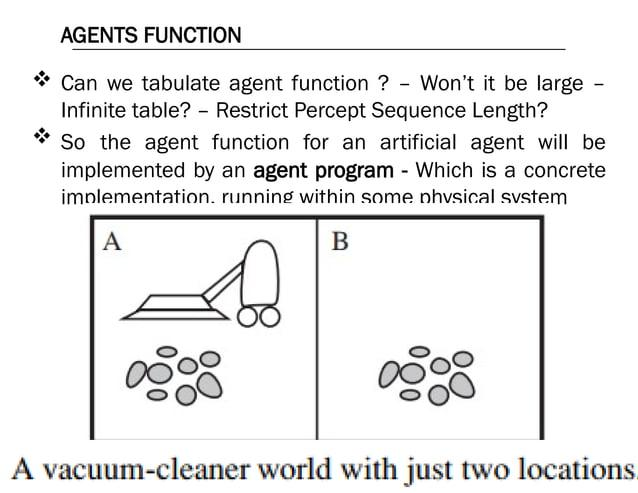 AGENTS FUNCTION
❖ Can we tabulate agent function ? – Won't it be large –
Infinite table? – Restrict Percept Sequence Length?
❖ So the agent function for an artificial agent will be
implemented by an agent program - Which is a concrete
implementation, running within some physical system
A
B
A vacuum-cleaner world with just two locations.